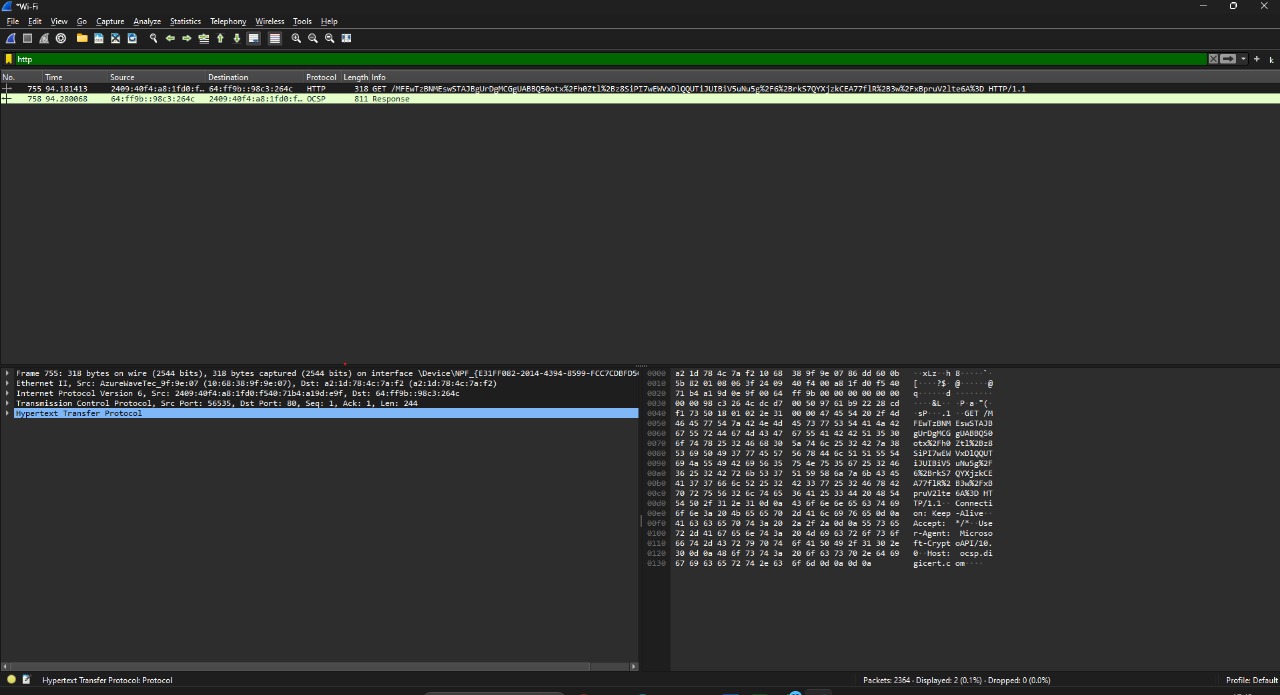 *Wi-Fi
File Edit View Go Capture Analyze Statistics Telephony Wireless Tools Help
http
No. Time Source Destination Protocol Length Info
755 94.181413 2409:40f4:a8:1fd0:f… 64:ff9b::98c3:264c HTTP 318 GET /MFEwTzBNMEswSTAJBgUrDgMCGgUABBQ50otx%2Fh0Ztl%2Bz8SiPI7wEWVxDlQQUTiJUIBiV5uNu5g%2F6%2BrkS7QYXjzkCEA77flR%2B3w%2FxBpruV2lte6A%3D HTTP/1.1
758 94.280068 64:ff9b::98c3:264c 2409:40f4:a8:1fd0:f… OCSP 811 Response
Frame 755: 318 bytes on wire (2544 bits), 318 bytes captured (2544 bits) on interface \Device\NPF_{E31FF082-2014-4394-8599-FCC7CDBFD5
Ethernet II, Src: AzureWaveTec_9f:9e:07 (10:68:38:9f:9e:07), Dst: a2:1d:78:4c:7a:f2 (a2:1d:78:4c:7a:f2)
Internet Protocol Version 6, Src: 2409:40f4:a8:1fd0:f540:71b4:a19d:e9f, Dst: 64:ff9b::98c3:264c
Transmission Control Protocol, Src Port: 56535, Dst Port: 80, Seq: 1, Ack: 1, Len: 244
Hypertext Transfer Protocol
0000 a2 1d 78 4c 7a f2 10 68 38 9f 9e 07 86 dd 60 0b ··xLz··h 8·····`·
0010 5b 82 01 08 06 3f 24 09 40 f4 00 a8 1f d0 f5 40 [····?$· @······@
0020 71 b4 a1 9d 0e 9f 00 64 ff 9b 00 00 00 00 00 00 q······d ········
0030 00 00 98 c3 26 4c dc d7 00 50 97 61 b9 22 28 cd ····&L·· ·P·a·"(·
0040 f1 73 50 18 01 02 2e 31 00 00 47 45 54 20 2f 4d ·sP···.1 ··GET /M
0050 46 45 77 54 7a 42 4e 4d 45 73 77 53 54 41 4a 42 FEwTzBNM EswSTAJB
0060 67 55 72 44 67 4d 43 47 67 55 41 42 42 51 35 30 gUrDgMCG gUABBQ50
0070 6f 74 78 25 32 46 68 30 5a 74 6c 25 32 42 7a 38 otx%2Fh0 Ztl%2Bz8
0080 53 69 50 49 37 77 45 57 56 78 44 6c 51 51 55 54 SiPI7wEW VxDlQQUT
0090 69 4a 55 49 42 69 56 35 75 4e 75 35 67 25 32 46 iJUIBiV5 uNu5g%2F
00a0 36 25 32 42 72 6b 53 37 51 59 58 6a 7a 6b 43 45 6%2BrkS7 QYXjzkCE
00b0 41 37 37 66 6c 52 25 32 42 33 77 25 32 46 78 42 A77flR%2 B3w%2FxB
00c0 70 72 75 56 32 6c 74 65 36 41 25 33 44 20 48 54 pruV2lte 6A%3D HT
00d0 54 50 2f 31 2e 31 0d 0a 43 6f 6e 6e 65 63 74 69 TP/1.1·· Connecti
00e0 6f 6e 3a 20 4b 65 65 70 2d 41 6c 69 76 65 0d 0a on: Keep -Alive··
00f0 41 63 63 65 70 74 3a 20 2a 2f 2a 0d 0a 55 73 65 Accept: */*··Use
0100 72 2d 41 67 65 6e 74 3a 20 4d 69 63 72 6f 73 6f r-Agent: Microso
0110 66 74 2d 43 72 79 70 74 6f 41 50 49 2f 31 30 2e ft-Crypt oAPI/10.
0120 30 0d 0a 48 6f 73 74 3a 20 6f 63 73 70 2e 64 69 0··Host: ocsp.di
0130 67 69 63 65 72 74 2e 63 6f 6d 0d 0a 0d 0a gicert.c om····
Hypertext Transfer Protocol: Protocol Packets: 2364 · Displayed: 2 (0.1%) · Dropped: 0 (0.0%) Profile: Default